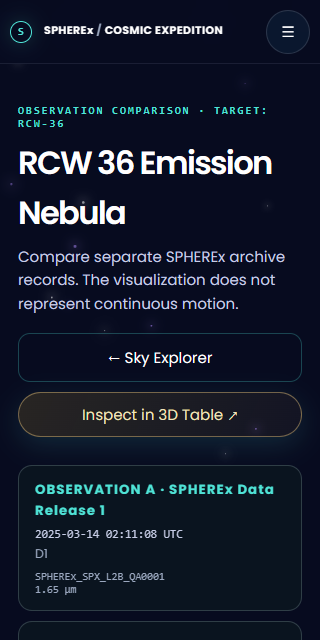 S
SPHEREx / COSMIC EXPEDITION
☰
OBSERVATION COMPARISON · TARGET:
RCW-36
RCW 36 Emission
Nebula
Compare separate SPHEREx archive
records. The visualization does not
represent continuous motion.
← Sky Explorer
Inspect in 3D Table ↗
OBSERVATION A · SPHEREx Data
Release 1
2025-03-14 02:11:08 UTC
D1
SPHEREx_SPX_L2B_QA0001
1.65 μm